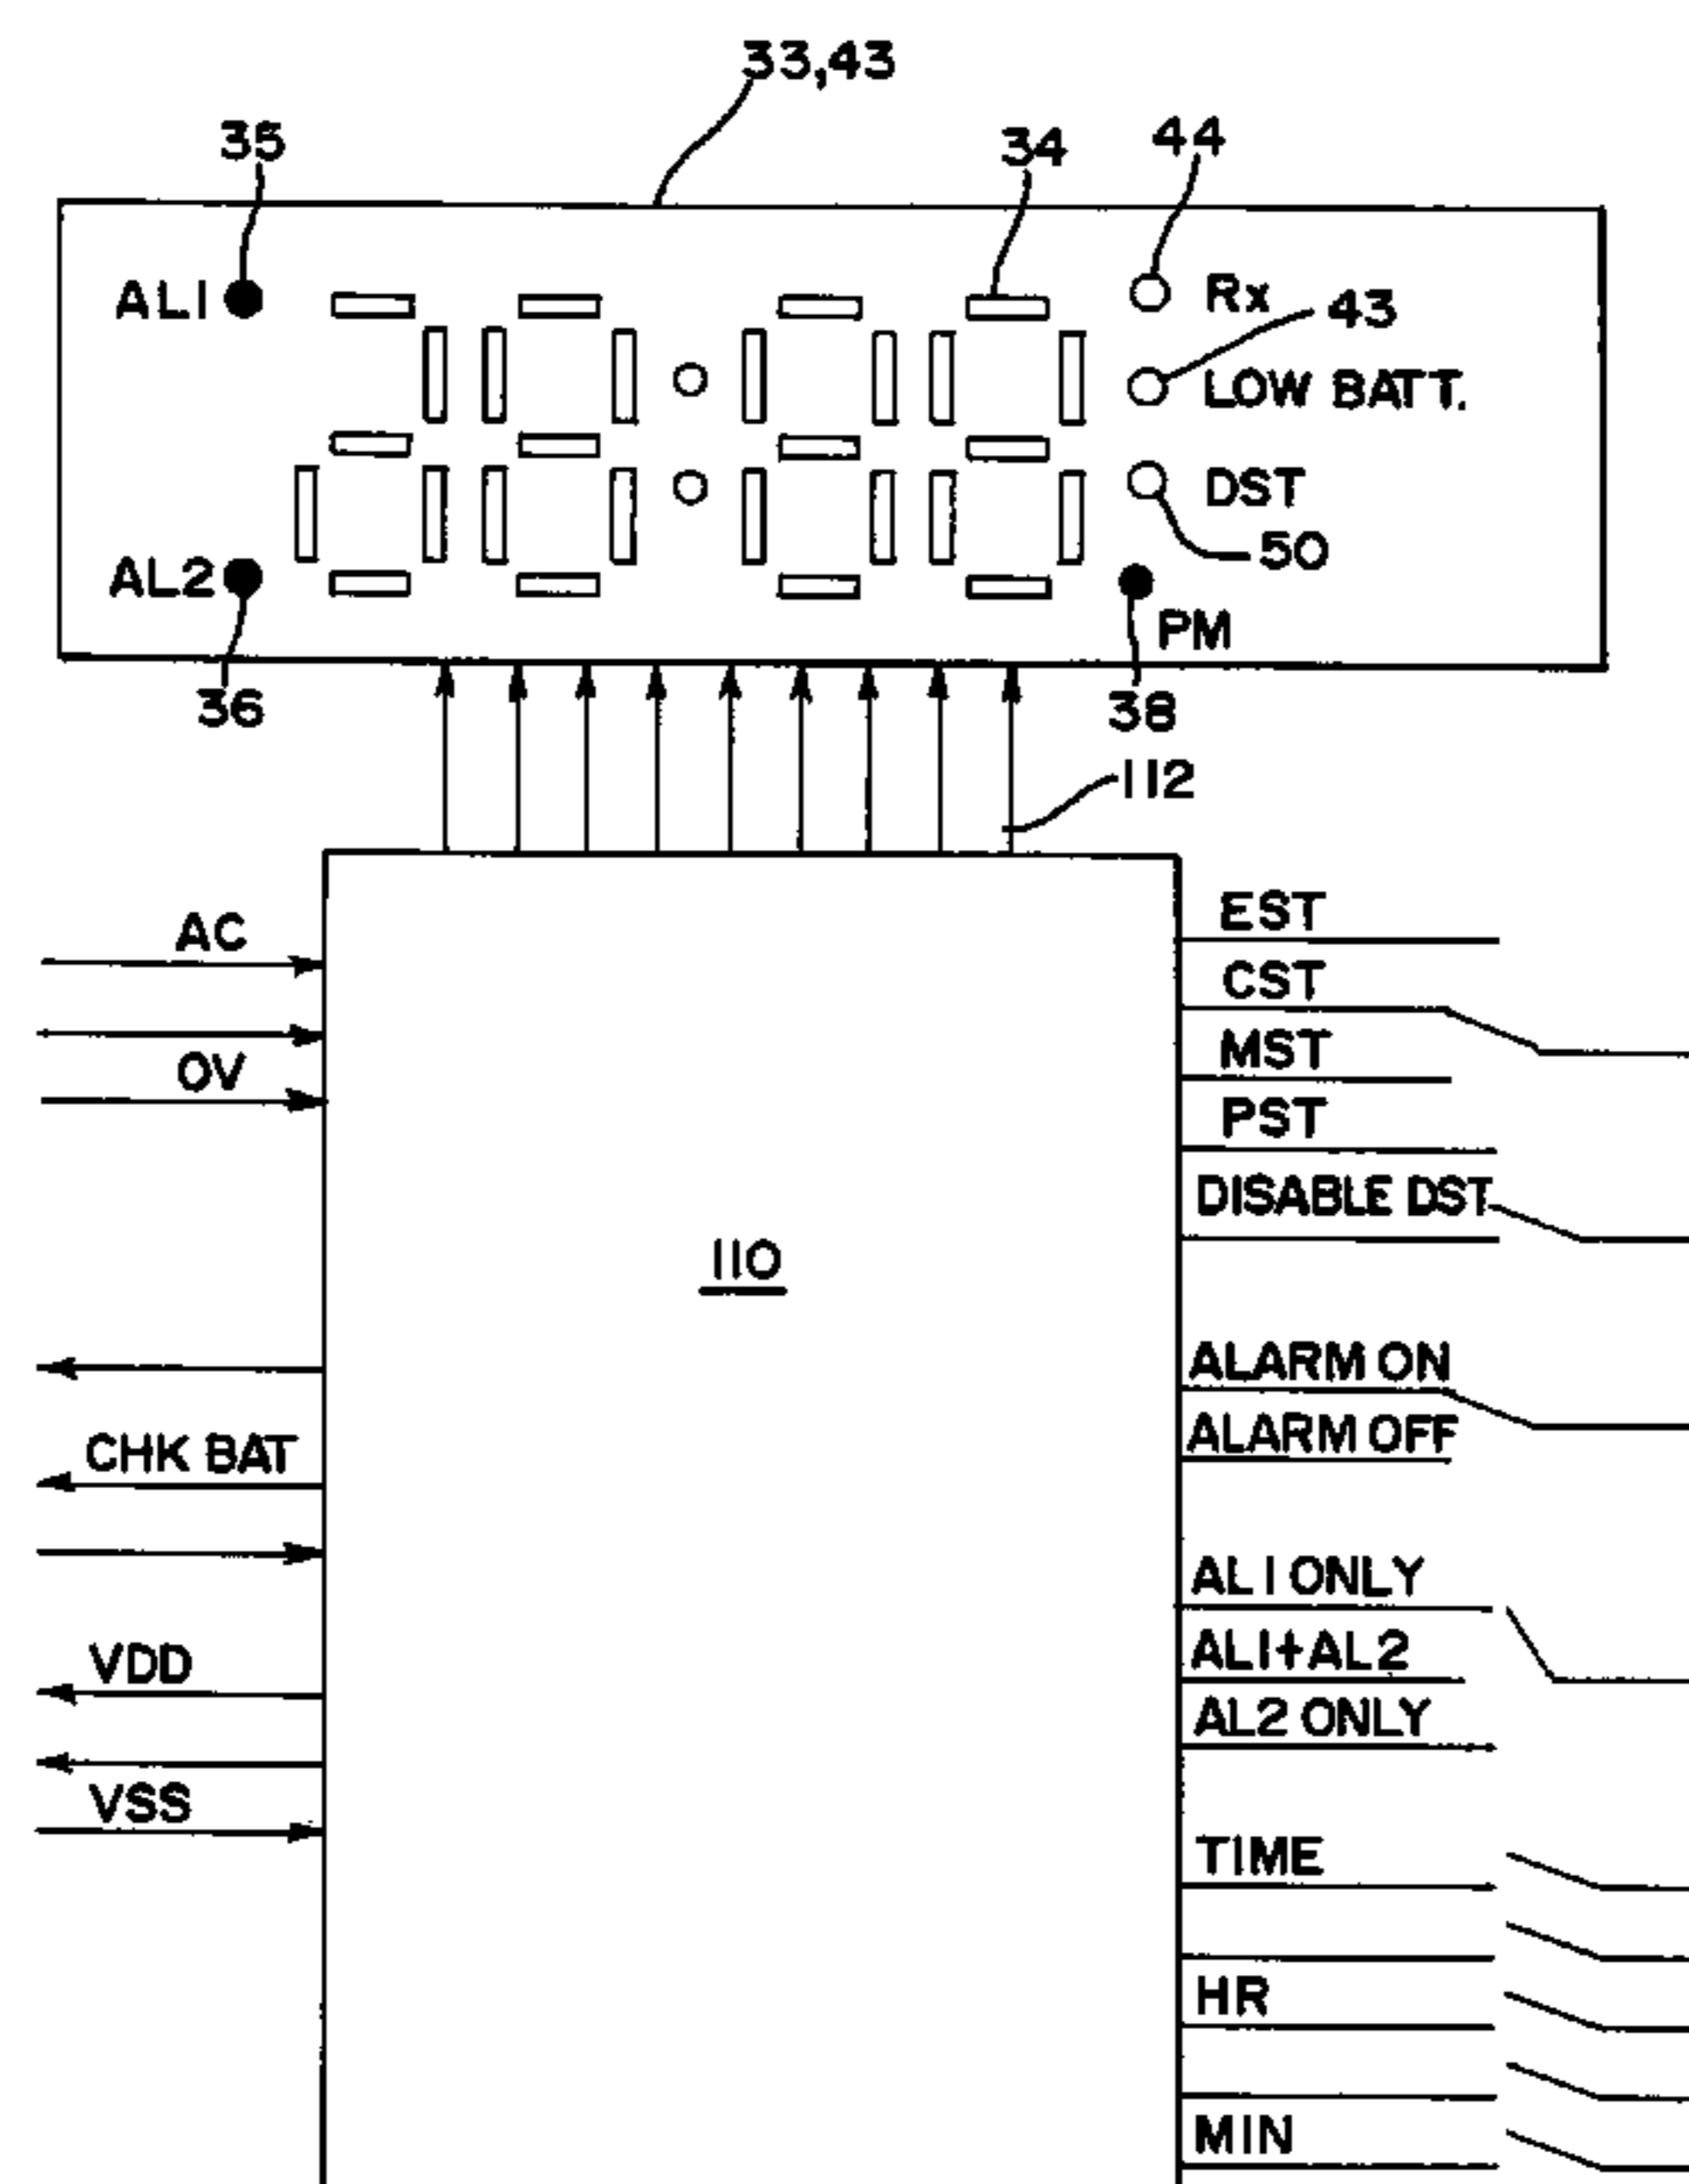 33,43
35
34
44
AL1
Rx
43
LOW BATT.
DST
50
AL2
PM
36
38
112
AC
OV
EST
CST
MST
PST
DISABLE DST
110
ALARM ON
ALARM OFF
CHK BAT
AL1 ONLY
AL1+AL2
AL2 ONLY
VDD
VSS
TIME
HR
MIN